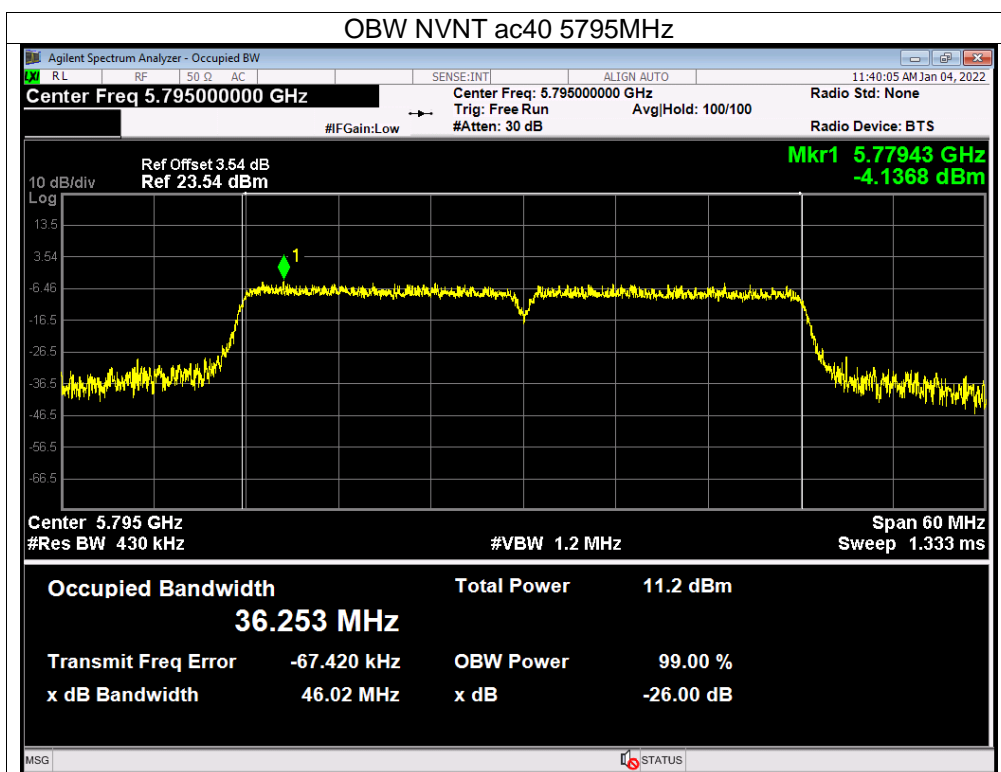 OBW NVNT ac40 5795MHz
Agilent Spectrum Analyzer - Occupied BW
LXI RL RF 50 Ω AC SENSE:INT ALIGN AUTO 11:40:05 AM Jan 04, 2022
Center Freq 5.795000000 GHz Center Freq: 5.795000000 GHz Radio Std: None
Trig: Free Run Avg|Hold: 100/100
#IFGain:Low #Atten: 30 dB Radio Device: BTS
Mkr1 5.77943 GHz
-4.1368 dBm
Ref Offset 3.54 dB
10 dB/div Ref 23.54 dBm
Log
13.5
3.54
-6.46
-16.5
-26.5
-36.5
-46.5
-56.5
-66.5
1
Center 5.795 GHz Span 60 MHz
#Res BW 430 kHz #VBW 1.2 MHz Sweep 1.333 ms
Occupied Bandwidth Total Power 11.2 dBm
36.253 MHz
Transmit Freq Error -67.420 kHz OBW Power 99.00 %
x dB Bandwidth 46.02 MHz x dB -26.00 dB
MSG STATUS